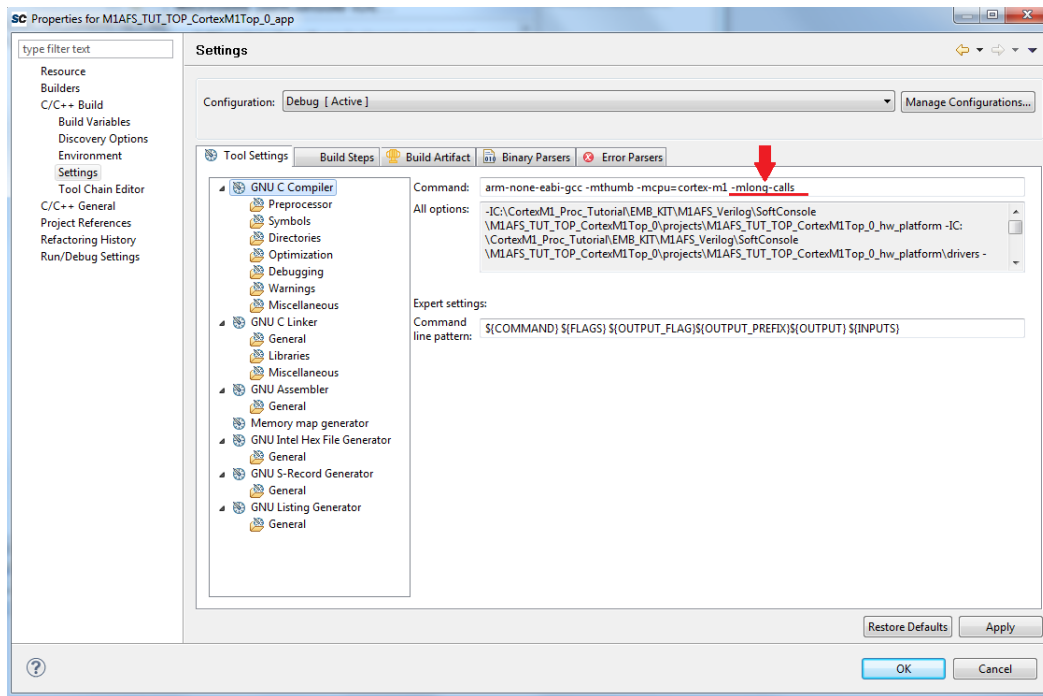 SC Properties for M1AFS_TUT_TOP_CortexM1Top_0_app
type filter text
Resource
Builders
C/C++ Build
Build Variables
Discovery Options
Environment
Settings
Tool Chain Editor
C/C++ General
Project References
Refactoring History
Run/Debug Settings
Settings
Configuration: Debug [ Active ]
Manage Configurations...
Tool Settings Build Steps Build Artifact Binary Parsers Error Parsers
GNU C Compiler
Preprocessor
Symbols
Directories
Optimization
Debugging
Warnings
Miscellaneous
GNU C Linker
General
Libraries
Miscellaneous
GNU Assembler
General
Memory map generator
GNU Intel Hex File Generator
General
GNU S-Record Generator
General
GNU Listing Generator
General
Command: arm-none-eabi-gcc -mthumb -mcpu=cortex-m1 -mlong-calls
All options: -IC:\CortexM1_Proc_Tutorial\EMB_KIT\M1AFS_Verilog\SoftConsole
\M1AFS_TUT_TOP_CortexM1Top_0\projects\M1AFS_TUT_TOP_CortexM1Top_0_hw_platform -IC:
\CortexM1_Proc_Tutorial\EMB_KIT\M1AFS_Verilog\SoftConsole
\M1AFS_TUT_TOP_CortexM1Top_0\projects\M1AFS_TUT_TOP_CortexM1Top_0_hw_platform\drivers -
Expert settings:
Command
line pattern: ${COMMAND} ${FLAGS} ${OUTPUT_FLAG}${OUTPUT_PREFIX}${OUTPUT} ${INPUTS}
Restore Defaults Apply
OK Cancel